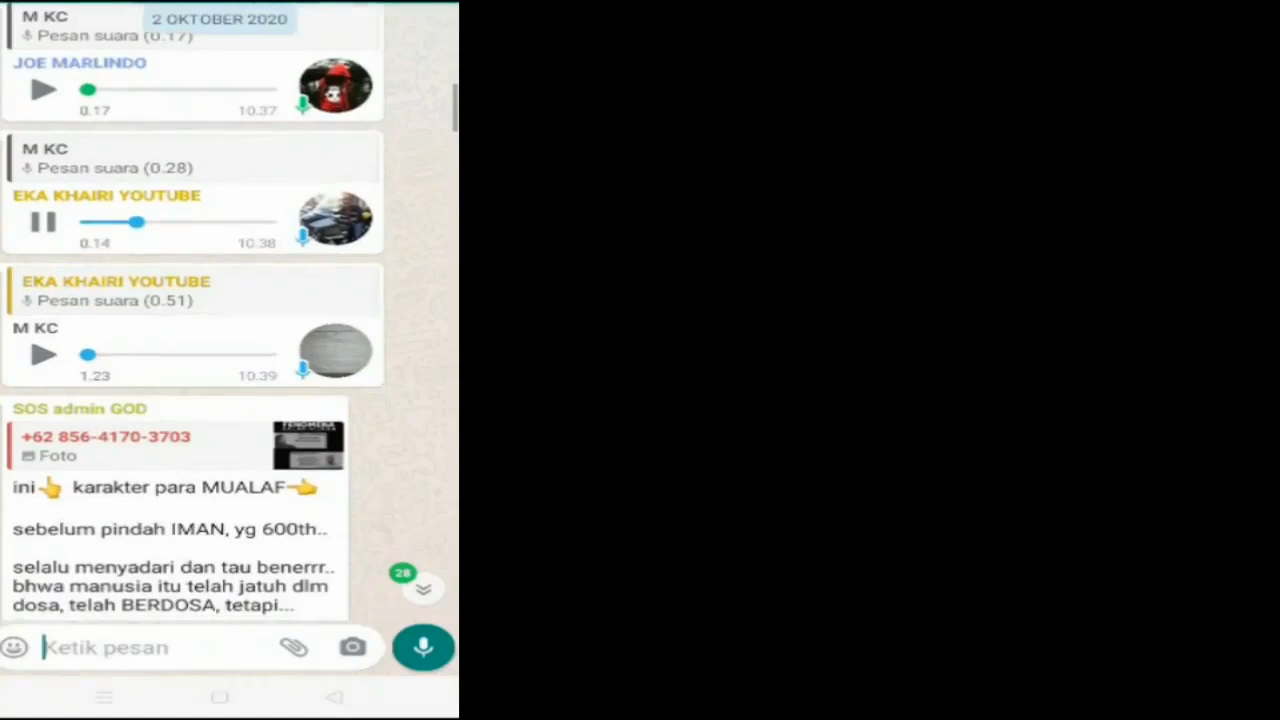 M KC
2 OKTOBER 2020
Pesan suara (0.17)
JOE MARLINDO
0.17
10.37
M KC
Pesan suara (0.28)
EKA KHAIRI YOUTUBE
0.14
10.38
EKA KHAIRI YOUTUBE
Pesan suara (0.51)
M KC
1.23
10.39
SOS admin GOD
+62 856-4170-3703
Foto
FENOMENA
ini👆 karakter para MUALAF👈
sebelum pindah IMAN, yg 600th..
selalu menyadari dan tau benerrr..
bhwa manusia itu telah jatuh dlm
dosa, telah BERDOSA, tetapi...
28
Ketik pesan